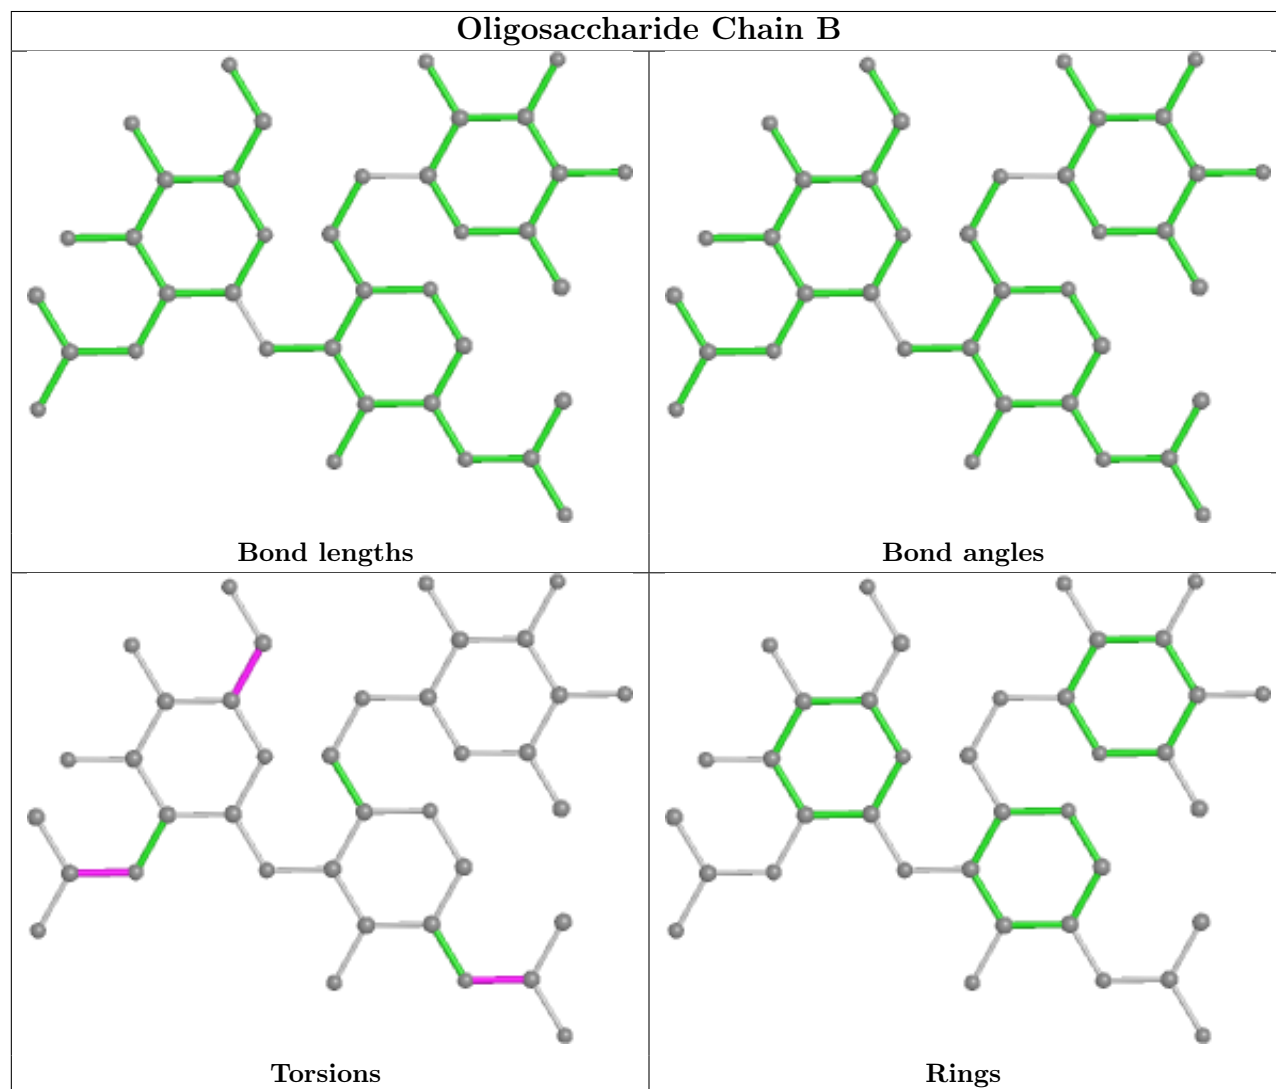 Oligosaccharide Chain B
Bond lengths
Bond angles
Torsions
Rings